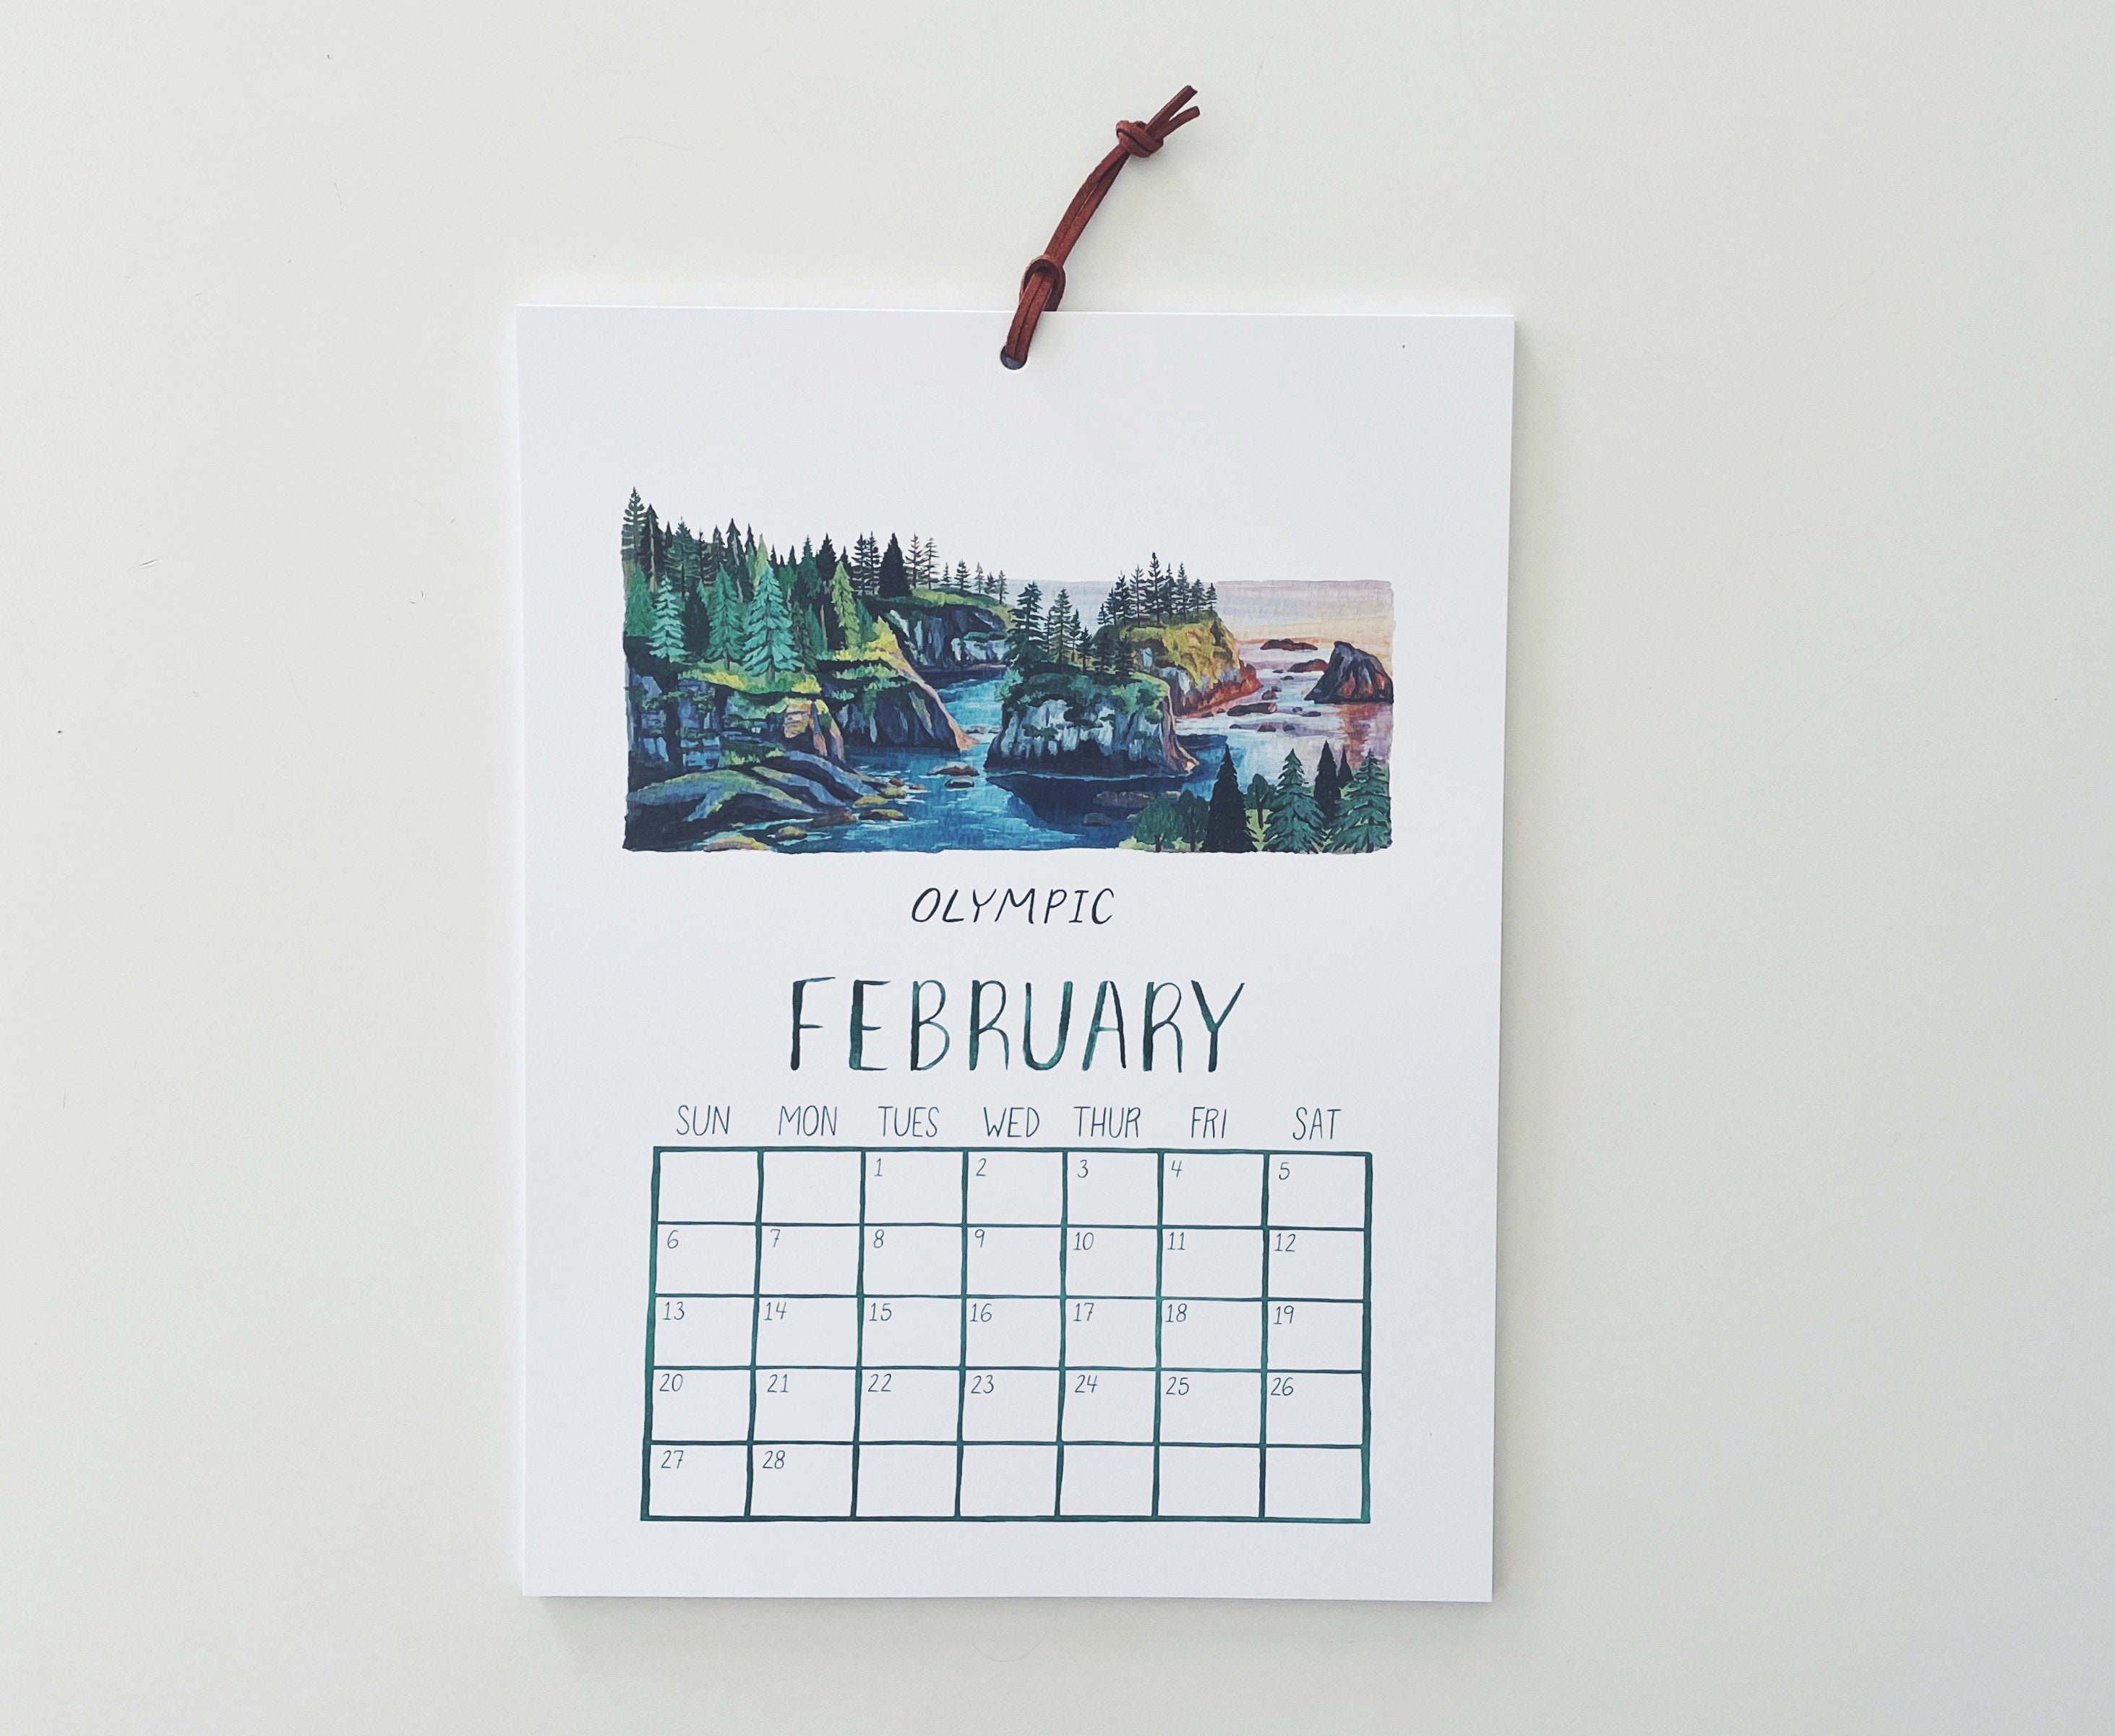 OLYMPIC
FEBRUARY
SUN MON TUES WED THUR FRI SAT
1 2 3 4 5
6 7 8 9 10 11 12
13 14 15 16 17 18 19
20 21 22 23 24 25 26
27 28